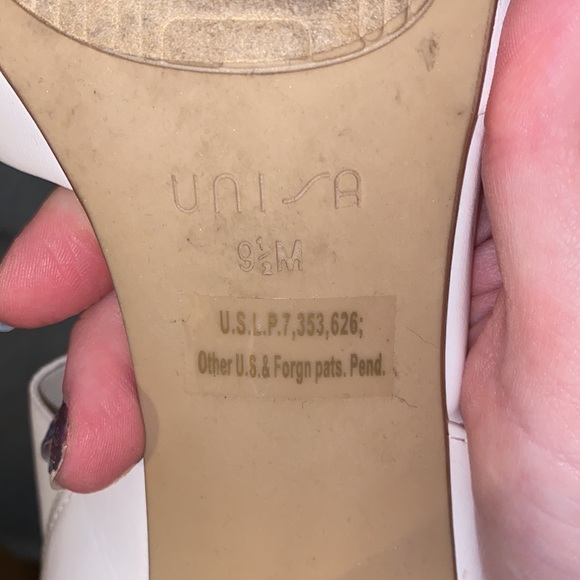 UNISA
9½M
U.S.L.P.7,353,626;
Other U.S.& Forgn pats. Pend.